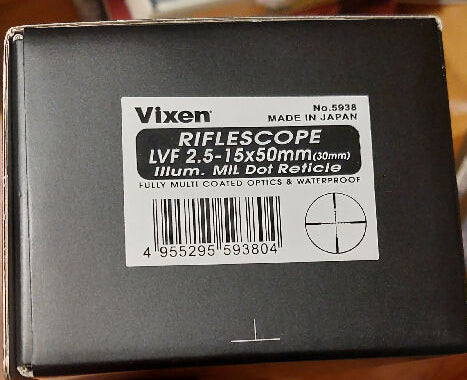 Vixen®
No.5938
MADE IN JAPAN
RIFLESCOPE
LVF 2.5-15x50mm(30mm)
Illum. MIL Dot Reticle
FULLY MULTI COATED OPTICS & WATERPROOF
4 955295 593804